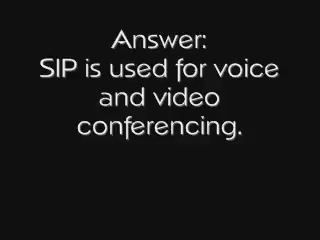 Answer:
SIP is used for voice
and video
conferencing.